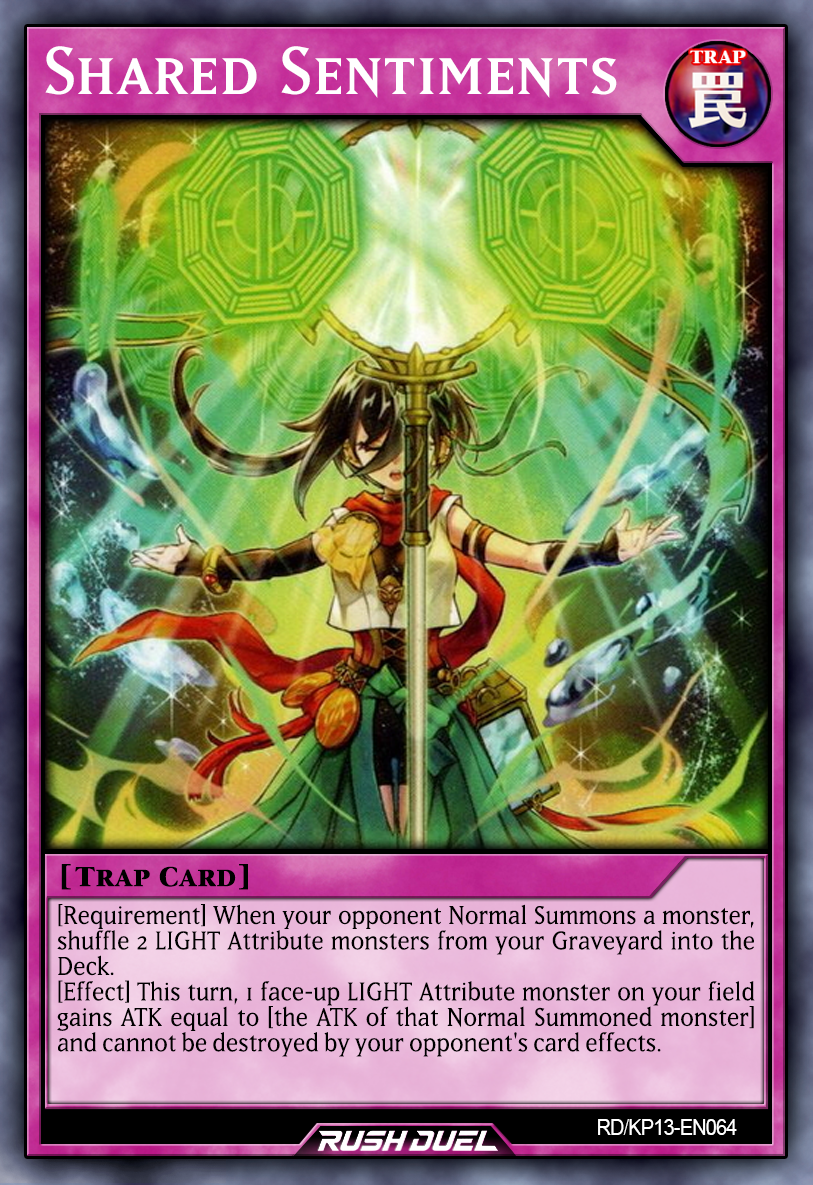 Shared Sentiments
TRAP
罠
[Trap Card]
[Requirement] When your opponent Normal Summons a monster,
shuffle 2 LIGHT Attribute monsters from your Graveyard into the
Deck.
[Effect] This turn, 1 face-up LIGHT Attribute monster on your field
gains ATK equal to [the ATK of that Normal Summoned monster]
and cannot be destroyed by your opponent's card effects.
RD/KP13-EN064
RUSH DUEL